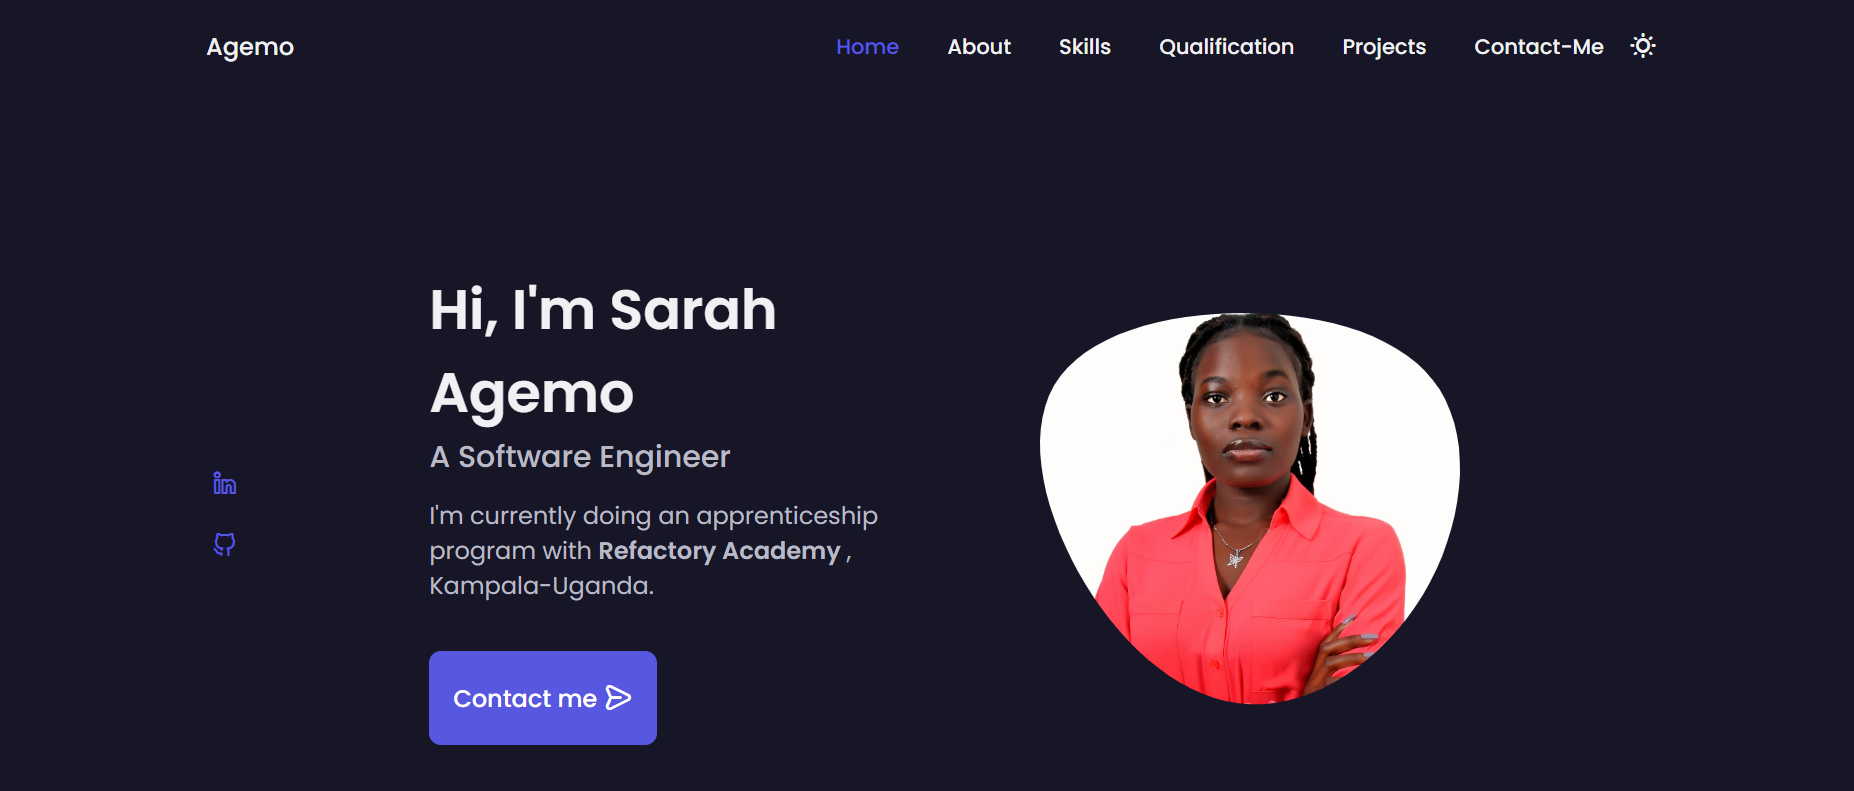 Agemo
Home About Skills Qualification Projects Contact-Me
Hi, I'm Sarah
Agemo
A Software Engineer
I'm currently doing an apprenticeship
program with Refactory Academy ,
Kampala-Uganda.
in
Contact me